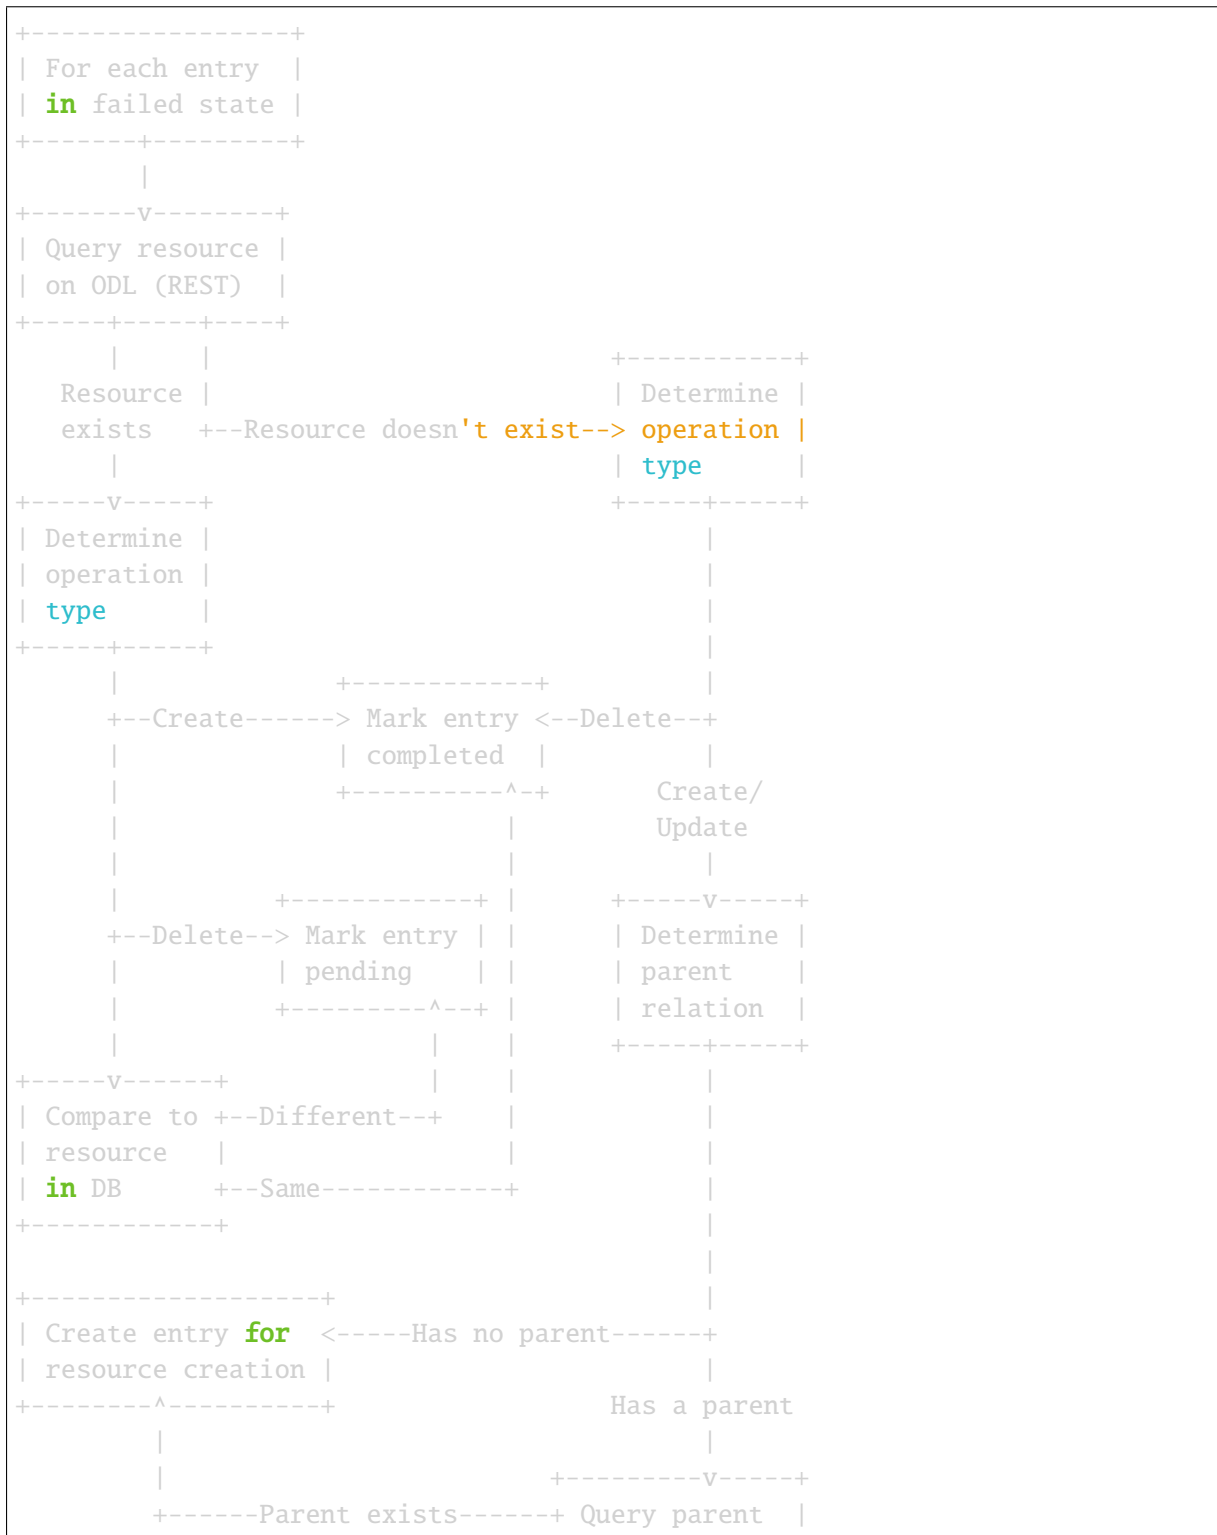 +-----------------+
| For each entry  |
| in failed state |
+-------+---------+
        |
+-------v--------+
| Query resource |
| on ODL (REST)  |
+-----+-----+----+
      |     |                          +-----------+
   Resource |                          | Determine |
   exists   +--Resource doesn't exist--> operation |
      |                                | type      |
+-----v-----+                          +-----+-----+
| Determine |                                |
| operation |                                |
| type      |                                |
+-----+-----+                                |
      |              +------------+          |
      +--Create------> Mark entry <--Delete--+
      |              | completed  |          |
      |              +----------^-+       Create/
      |                         |         Update
      |                         |            |
      |          +------------+ |      +-----v-----+
      +--Delete--> Mark entry | |      | Determine |
      |          | pending    | |      | parent    |
      |          +---------^--+ |      | relation  |
      |                    |    |      +-----+-----+
+-----v------+             |    |            |
| Compare to +--Different--+    |            |
| resource   |                  |            |
| in DB      +--Same------------+            |
+------------+                               |
                                             |
+-------------------+                        |
| Create entry for  <-----Has no parent------+
| resource creation |                        |
+---------^---------+                  Has a parent
         |                                   |
         |                         +---------v-----+
         +------Parent exists------+ Query parent  |